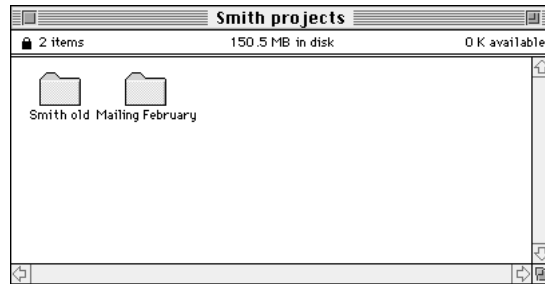 Smith projects
2 items 150.5 MB in disk 0 K available
Smith old Mailing February